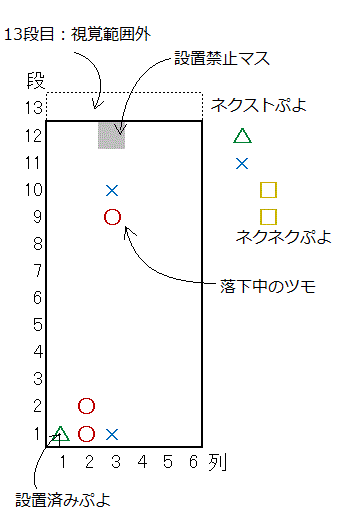 13段目：視覚範囲外
設置禁止マス
段
ネクストぷよ
13
12
11
10
9
ネクネクぷよ
8
7
落下中のツモ
6
5
4
3
2
1
1 2 3 4 5 6 列
設置済みぷよ